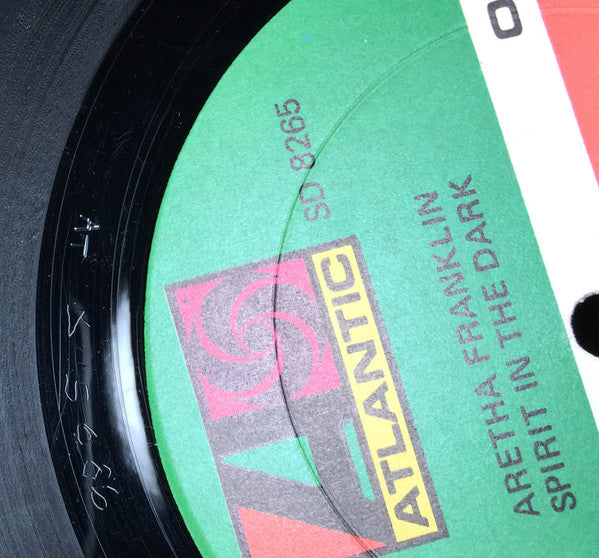 SD 8265
ATLANTIC
ARETHA FRANKLIN
SPIRIT IN THE DARK